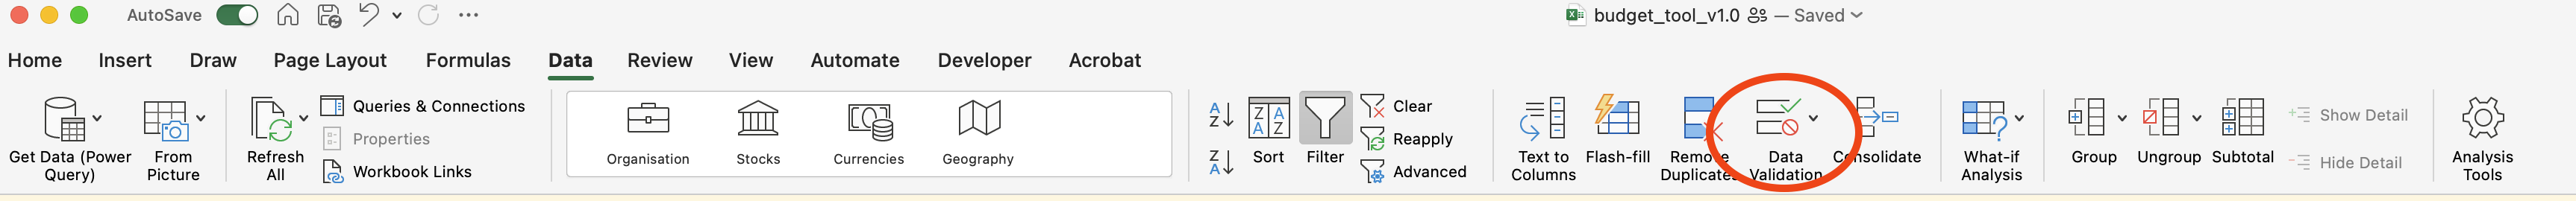 AutoSave
budget_tool_v1.0 — Saved
Home Insert Draw Page Layout Formulas Data Review View Automate Developer Acrobat
Get Data (Power
Query)
From
Picture
Refresh
All
Queries & Connections
Properties
Workbook Links
Organisation
Stocks
Currencies
Geography
A
Z
Z
A
Z A
A Z
Sort
Filter
Clear
Reapply
Advanced
Text to
Columns
Flash-fill
Remove
Duplicates
Data
Validation
Consolidate
What-if
Analysis
Group
Ungroup
Subtotal
Show Detail
Hide Detail
Analysis
Tools